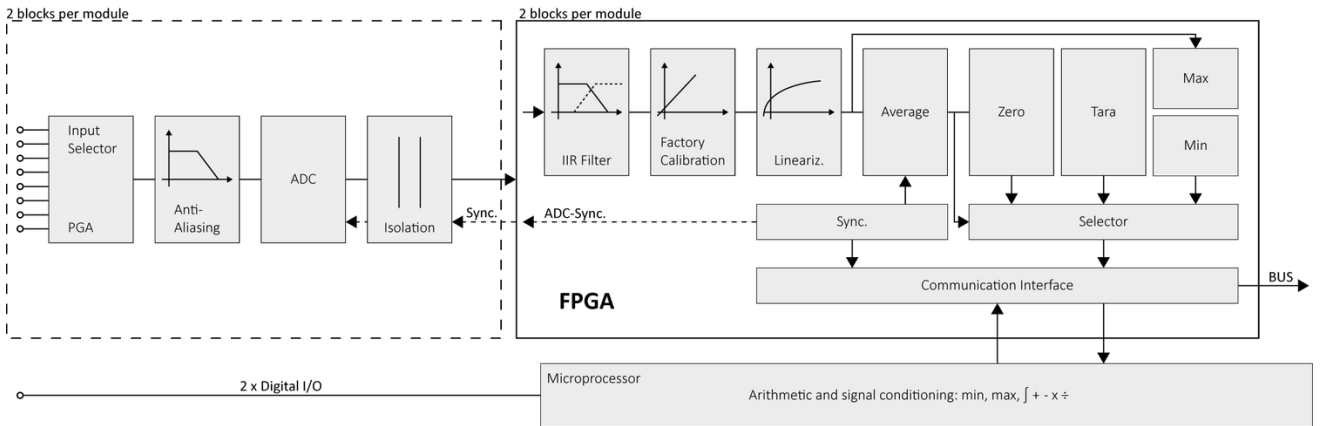 2 blocks per module
2 blocks per module
Input
Selector
PGA
Anti-
Aliasing
ADC
Isolation
Sync.
ADC-Sync.
IIR Filter
Factory
Calibration
Lineariz.
Average
Zero
Tara
Max
Min
Sync.
Selector
Communication Interface
BUS
FPGA
2 x Digital I/O
Microprocessor
Arithmetic and signal conditioning: min, max, ∫ + - x ÷